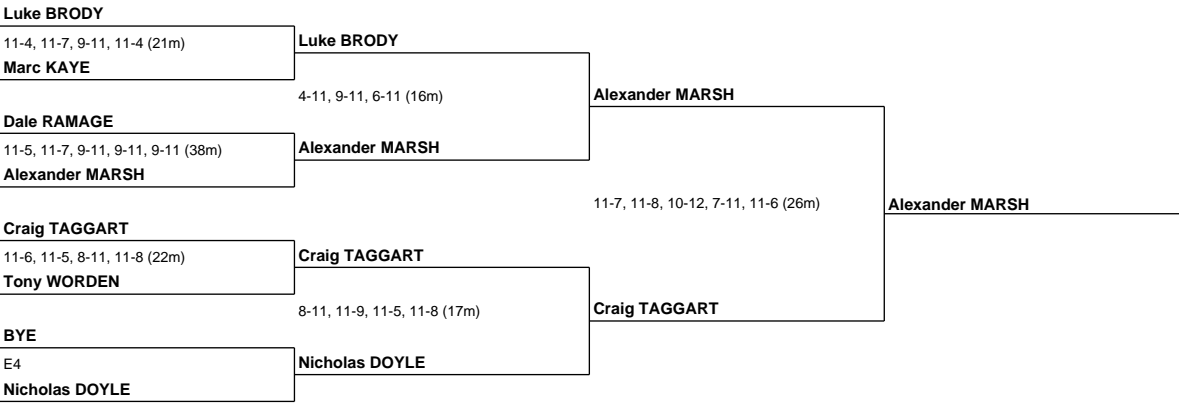 Luke BRODY
11-4, 11-7, 9-11, 11-4 (21m)
Marc KAYE
Dale RAMAGE
11-5, 11-7, 9-11, 9-11, 9-11 (38m)
Alexander MARSH
Craig TAGGART
11-6, 11-5, 8-11, 11-8 (22m)
Tony WORDEN
BYE
E4
Nicholas DOYLE
Luke BRODY
4-11, 9-11, 6-11 (16m)
Alexander MARSH
Craig TAGGART
8-11, 11-9, 11-5, 11-8 (17m)
Nicholas DOYLE
Alexander MARSH
11-7, 11-8, 10-12, 7-11, 11-6 (26m)
Craig TAGGART
Alexander MARSH